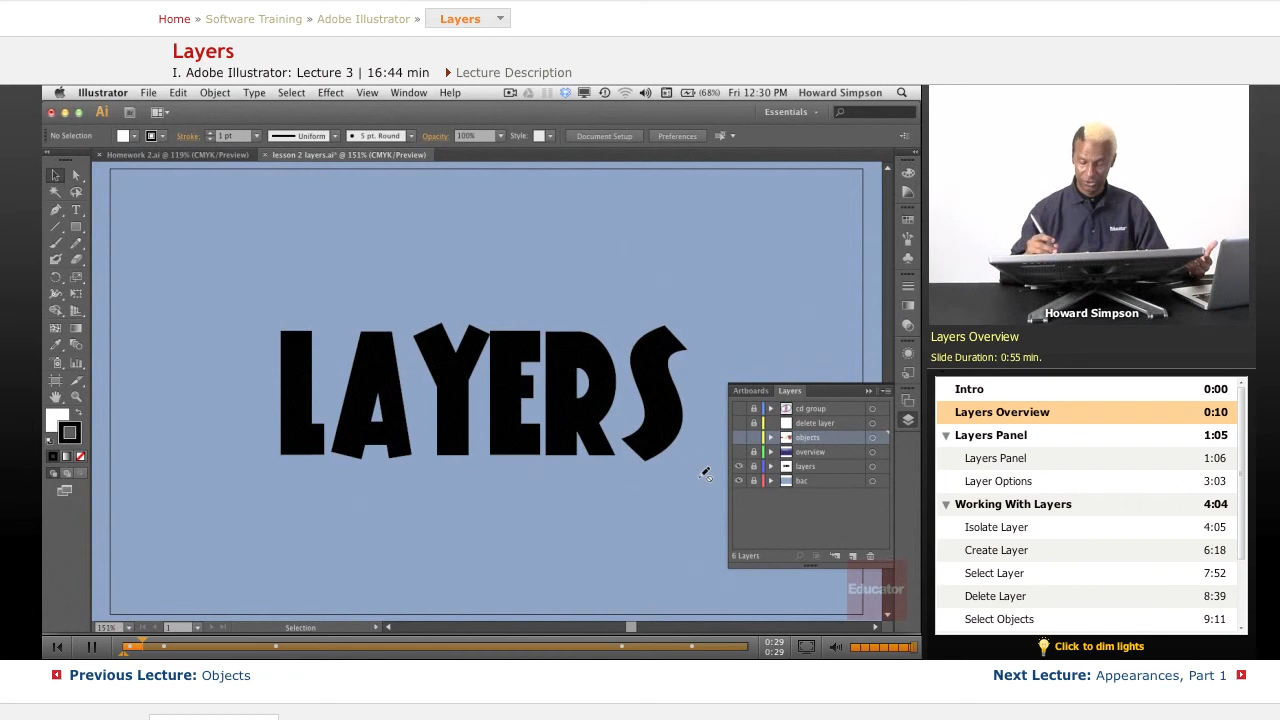 Home » Software Training » Adobe Illustrator » Layers
Layers
I. Adobe Illustrator: Lecture 3 | 16:44 min Lecture Description
Illustrator File Edit Object Type Select Effect View Window Help (68%) Fri 12:30 PM Howard Simpson
Ai Essentials
No Selection Stroke: 1 pt Uniform 5 pt. Round Opacity: 100% Style: Document Setup Preferences
× Homework 2.ai @ 119% (CMYK/Preview) × lesson 2 layers.ai* @ 151% (CMYK/Preview)
LAYERS
Artboards Layers
cd group
delete layer
objects
overview
layers
bac
6 Layers
Educator
151% 1 Selection
0:29
0:29
Educator
Howard Simpson
Layers Overview
Slide Duration: 0:55 min.
Intro 0:00
Layers Overview 0:10
Layers Panel 1:05
Layers Panel 1:06
Layer Options 3:03
Working With Layers 4:04
Isolate Layer 4:05
Create Layer 6:18
Select Layer 7:52
Delete Layer 8:39
Select Objects 9:11
Click to dim lights
Previous Lecture: Objects
Next Lecture: Appearances, Part 1